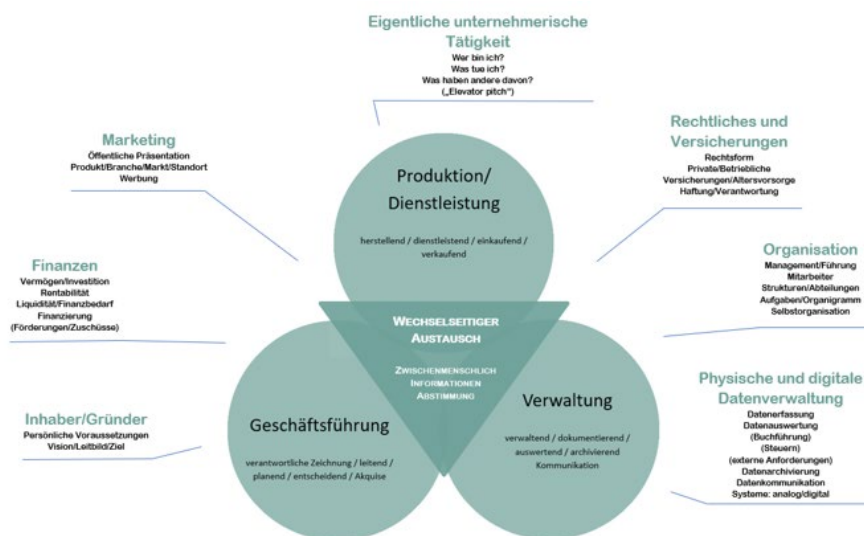 Eigentliche unternehmerische
Tätigkeit
Wer bin ich?
Was tue ich?
Was haben andere davon?
(„Elevator pitch“)
Marketing
Öffentliche Präsentation
Produkt/Branche/Markt/Standort
Werbung
Rechtliches und
Versicherungen
Rechtsform
Private/Betriebliche
Versicherungen/Altersvorsorge
Haftung/Verantwortung
Produktion/
Dienstleistung
herstellend / dienstleistend / einkaufend /
verkaufend
Finanzen
Vermögen/Investition
Rentabilität
Liquidität/Finanzbedarf
Finanzierung
(Förderungen/Zuschüsse)
Organisation
Management/Führung
Mitarbeiter
Strukturen/Abteilungen
Aufgaben/Organigramm
Selbstorganisation
WECHSELSEITIGER
AUSTAUSCH
ZWISCHENMENSCHLICH
INFORMATIONEN
ABSTIMMUNG
Inhaber/Gründer
Persönliche Voraussetzungen
Vision/Leitbild/Ziel
Geschäftsführung
verantwortliche Zeichnung / leitend /
planend / entscheidend / Akquise
Verwaltung
verwaltend / dokumentierend /
auswertend / archivierend
Kommunikation
Physische und digitale
Datenverwaltung
Datenerfassung
Datenauswertung
(Buchführung)
(Steuern)
(externe Anforderungen)
Datenarchivierung
Datenkommunikation
Systeme: analog/digital